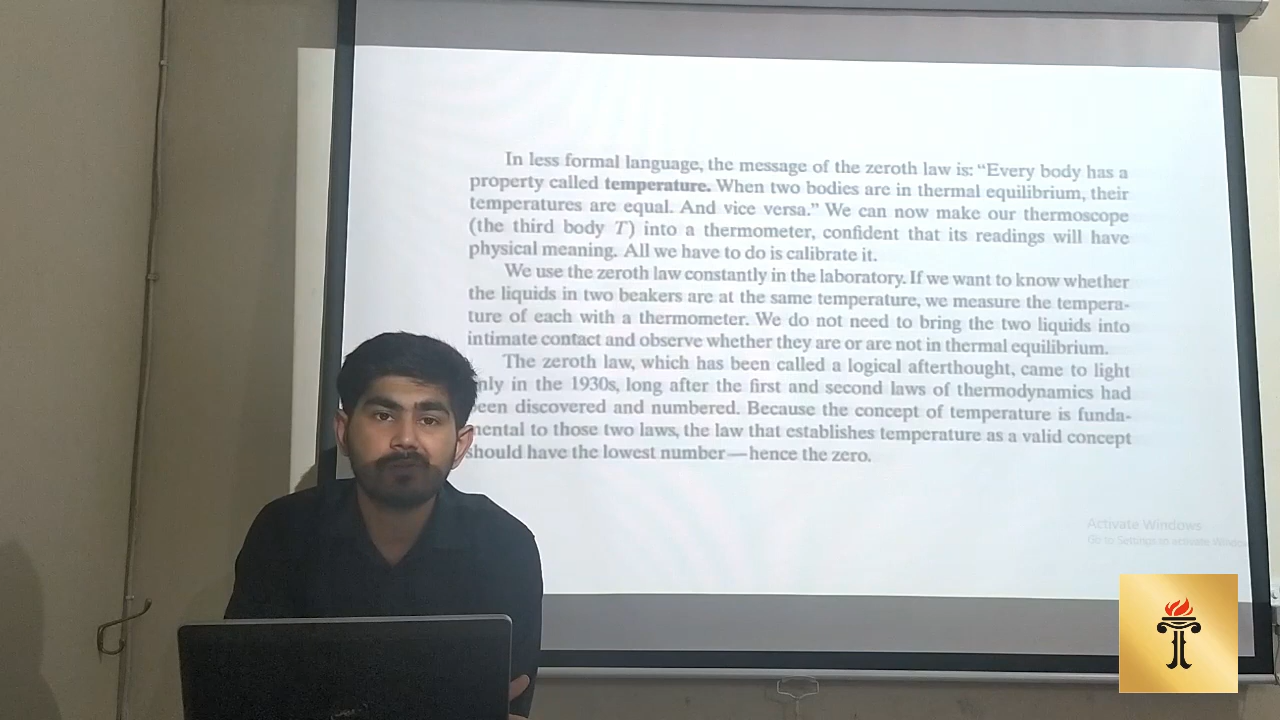 In less formal language, the message of the zeroth law is: “Every body has a
property called temperature. When two bodies are in thermal equilibrium, their
temperatures are equal. And vice versa.” We can now make our thermoscope
(the third body T) into a thermometer, confident that its readings will have
physical meaning. All we have to do is calibrate it.
We use the zeroth law constantly in the laboratory. If we want to know whether
the liquids in two beakers are at the same temperature, we measure the tempera-
ture of each with a thermometer. We do not need to bring the two liquids into
intimate contact and observe whether they are or are not in thermal equilibrium.
The zeroth law, which has been called a logical afterthought, came to light
nly in the 1930s, long after the first and second laws of thermodynamics had
een discovered and numbered. Because the concept of temperature is funda-
mental to those two laws, the law that establishes temperature as a valid concept
should have the lowest number—hence the zero.
Activate Windows
Go to Settings to activate Window